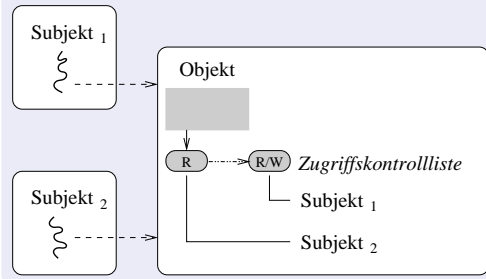 Subjekt 1
Objekt
R R/W Zugriffskontrollliste
Subjekt 1
Subjekt 2
Subjekt 2